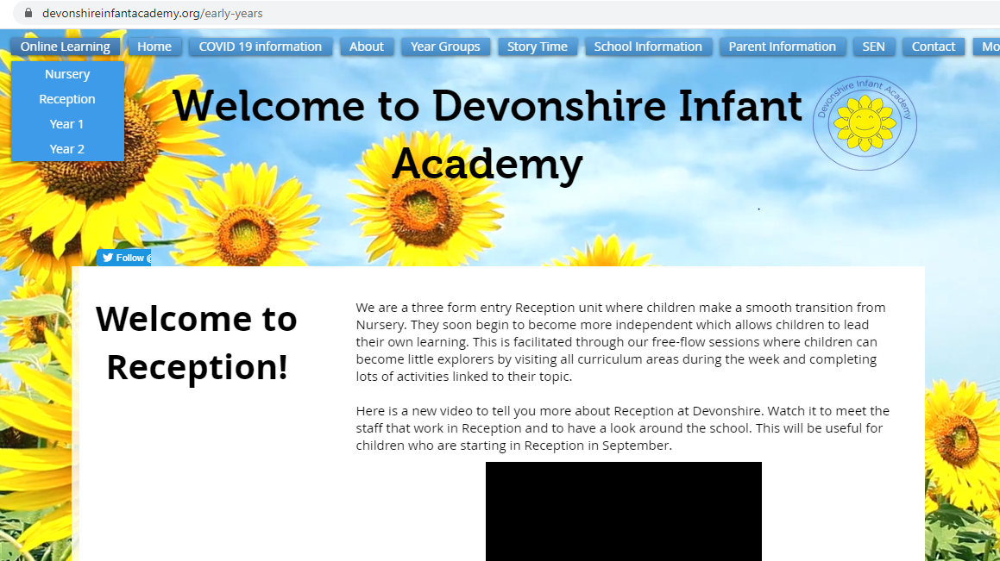 devonshireinfantacademy.org/early-years
Online Learning Home COVID 19 information About Year Groups Story Time School Information Parent Information SEN Contact Mo
Nursery
Reception
Year 1
Year 2
Welcome to Devonshire Infant
Academy
Devonshire Infant Academy
Follow @
Welcome to
Reception!
We are a three form entry Reception unit where children make a smooth transition from
Nursery. They soon begin to become more independent which allows children to lead
their own learning. This is facilitated through our free-flow sessions where children can
become little explorers by visiting all curriculum areas during the week and completing
lots of activities linked to their topic.
Here is a new video to tell you more about Reception at Devonshire. Watch it to meet the
staff that work in Reception and to have a look around the school. This will be useful for
children who are starting in Reception in September.